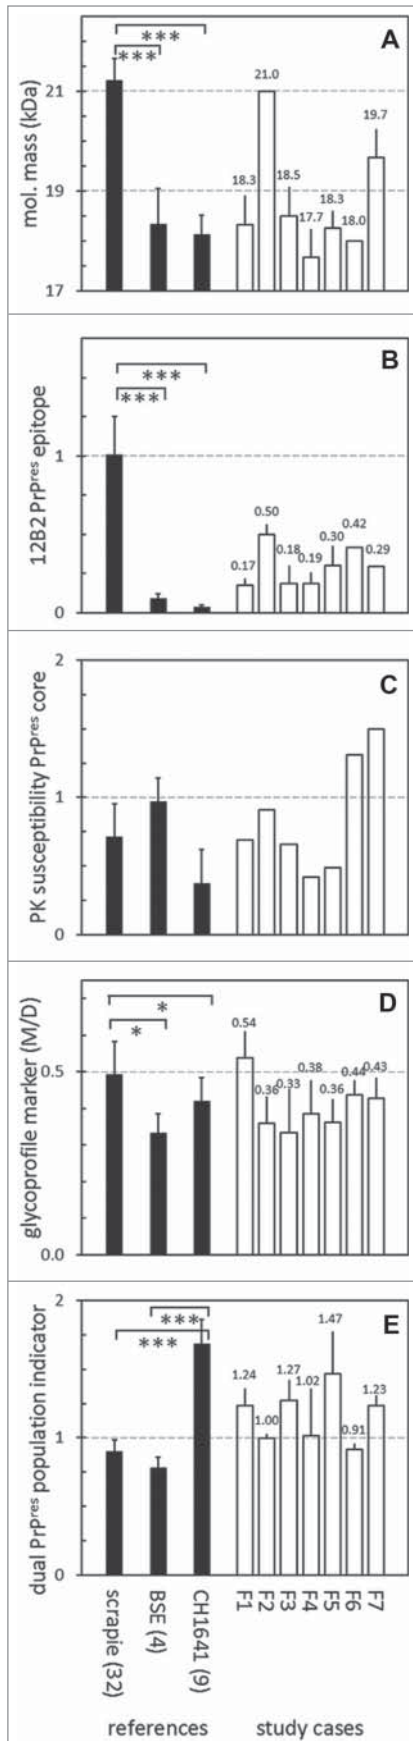 A
mol. mass (kDa)
21
19
17
***
***
18.3
21.0
18.5
17.7
18.3
18.0
19.7
B
12B2 PrPres epitope
1
0
***
***
0.17
0.50
0.18
0.19
0.30
0.42
0.29
C
PK susceptibility PrPres core
2
1
0
D
glycoprofile marker (M/D)
0.5
0.0
*
*
0.54
0.36
0.33
0.38
0.36
0.44
0.43
E
dual PrPres population indicator
2
1
0
***
***
1.24
1.00
1.27
1.02
1.47
0.91
1.23
scrapie (32)
BSE (4)
CH1641 (9)
F1
F2
F3
F4
F5
F6
F7
references
study cases